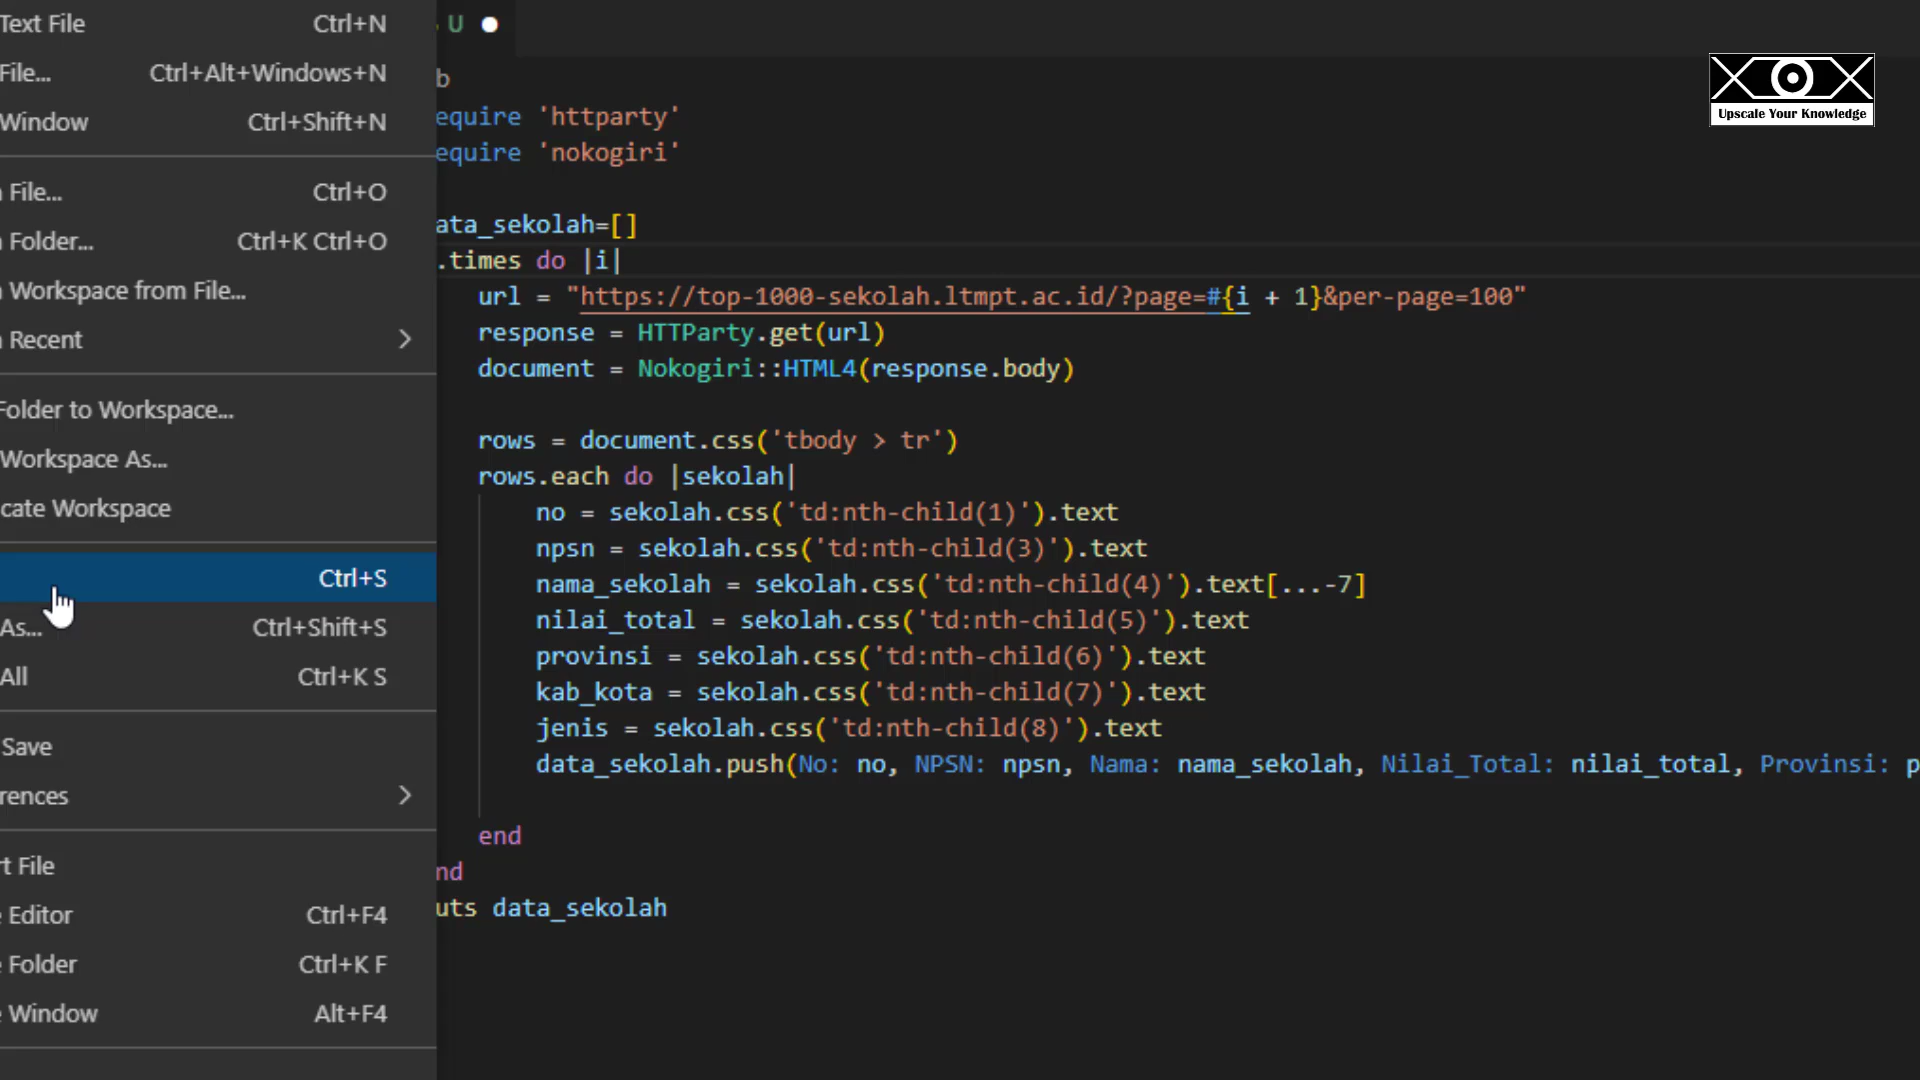 Text File Ctrl+N
File... Ctrl+Alt+Windows+N
Window Ctrl+Shift+N
File... Ctrl+O
Folder... Ctrl+K Ctrl+O
Workspace from File...
Recent
Folder to Workspace...
Workspace As...
cate Workspace
Ctrl+S
As... Ctrl+Shift+S
All Ctrl+K S
Save
rences
t File
Editor Ctrl+F4
Folder Ctrl+K F
Window Alt+F4
U
b
equire 'httparty'
equire 'nokogiri'
ata_sekolah=[]
.times do |i|
url = "https://top-1000-sekolah.ltmpt.ac.id/?page=#{i + 1}&per-page=100"
response = HTTParty.get(url)
document = Nokogiri::HTML4(response.body)
rows = document.css('tbody > tr')
rows.each do |sekolah|
no = sekolah.css('td:nth-child(1)').text
npsn = sekolah.css('td:nth-child(3)').text
nama_sekolah = sekolah.css('td:nth-child(4)').text[...-7]
nilai_total = sekolah.css('td:nth-child(5)').text
provinsi = sekolah.css('td:nth-child(6)').text
kab_kota = sekolah.css('td:nth-child(7)').text
jenis = sekolah.css('td:nth-child(8)').text
data_sekolah.push(No: no, NPSN: npsn, Nama: nama_sekolah, Nilai_Total: nilai_total, Provinsi: p
end
nd
uts data_sekolah
XOX
Upscale Your Knowledge